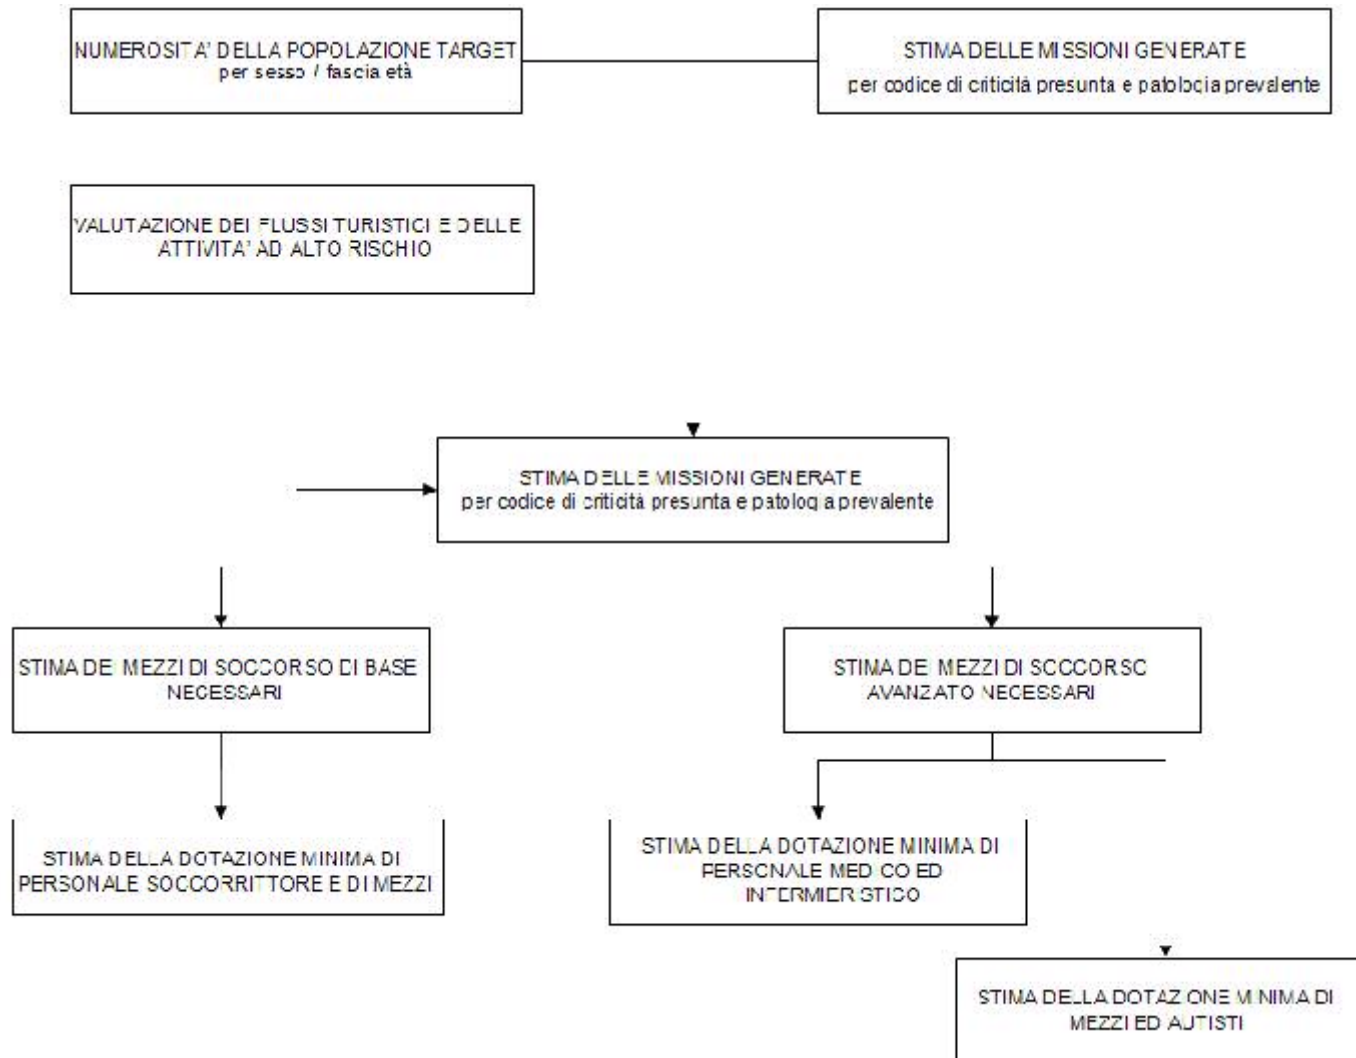 NUMEROSITA' DELLA POPOLAZIONE TARGET
per sesso / fascia età
STIMA DELLE MISSIONI GENERATE
per codice di criticità presunta e patologia prevalente
VALUTAZIONE DEI FLUSSI TURISTICI E DELLE
ATTIVITA' AD ALTO RISCHIO
STIMA DELLE MISSIONI GENERATE
per codice di criticità presunta e patologia prevalente
STIMA DEI MEZZI DI SOCCORSO DI BASE
NECESSARI
STIMA DEI MEZZI DI SOCCORSO
AVANZATO NECESSARI
STIMA DELLA DOTAZIONE MINIMA DI
PERSONALE SOCCORRITTORE E DI MEZZI
STIMA DELLA DOTAZIONE MINIMA DI
PERSONALE MEDICO ED
INFERMIERISTICO
STIMA DELLA DOTAZIONE MINIMA DI
MEZZI ED AUTISTI